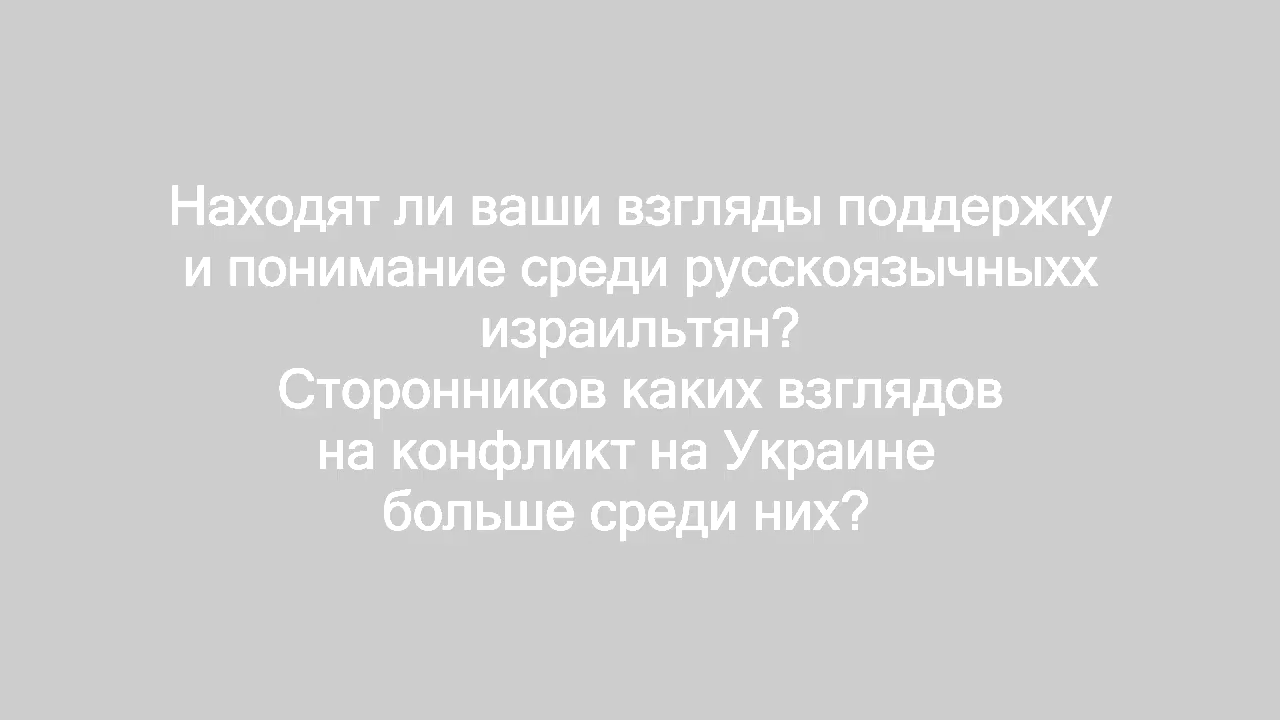 Находят ли ваши взгляды поддержку
и понимание среди русскоязычныхх
израильтян?
Сторонников каких взглядов
на конфликт на Украине
больше среди них?